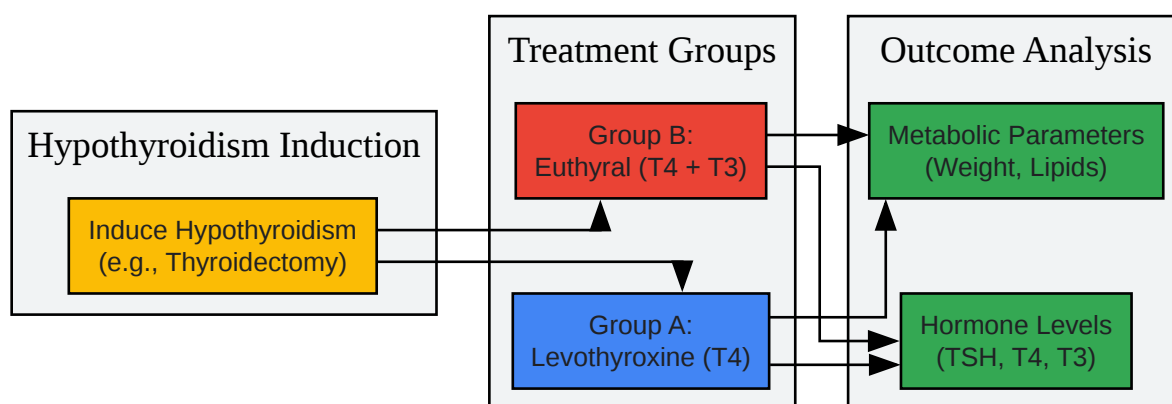 Hypothyroidism Induction
Induce Hypothyroidism
(e.g., Thyroidectomy)
Treatment Groups
Group B:
Euthyral (T4 + T3)
Group A:
Levothyroxine (T4)
Outcome Analysis
Metabolic Parameters
(Weight, Lipids)
Hormone Levels
(TSH, T4, T3)